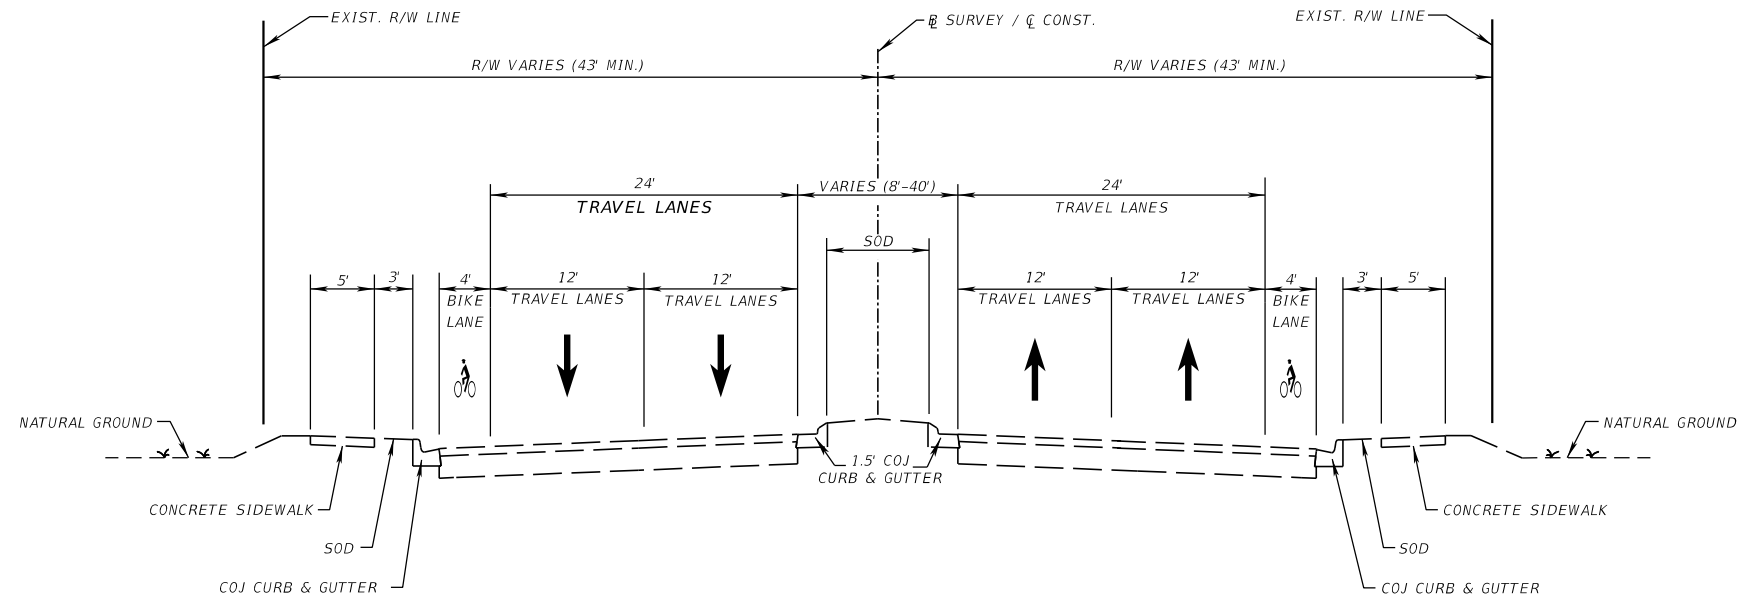 EXIST. R/W LINE
℄ SURVEY / ℄ CONST.
EXIST. R/W LINE
R/W VARIES (43' MIN.)
R/W VARIES (43' MIN.)
24'
VARIES (8'-40')
24'
TRAVEL LANES
TRAVEL LANES
SOD
5'
3'
4'
12'
12'
12'
12'
4'
3'
5'
BIKE
LANE
TRAVEL LANES
TRAVEL LANES
TRAVEL LANES
TRAVEL LANES
BIKE
LANE
NATURAL GROUND
NATURAL GROUND
1.5' COJ
CURB & GUTTER
CONCRETE SIDEWALK
CONCRETE SIDEWALK
SOD
SOD
COJ CURB & GUTTER
COJ CURB & GUTTER